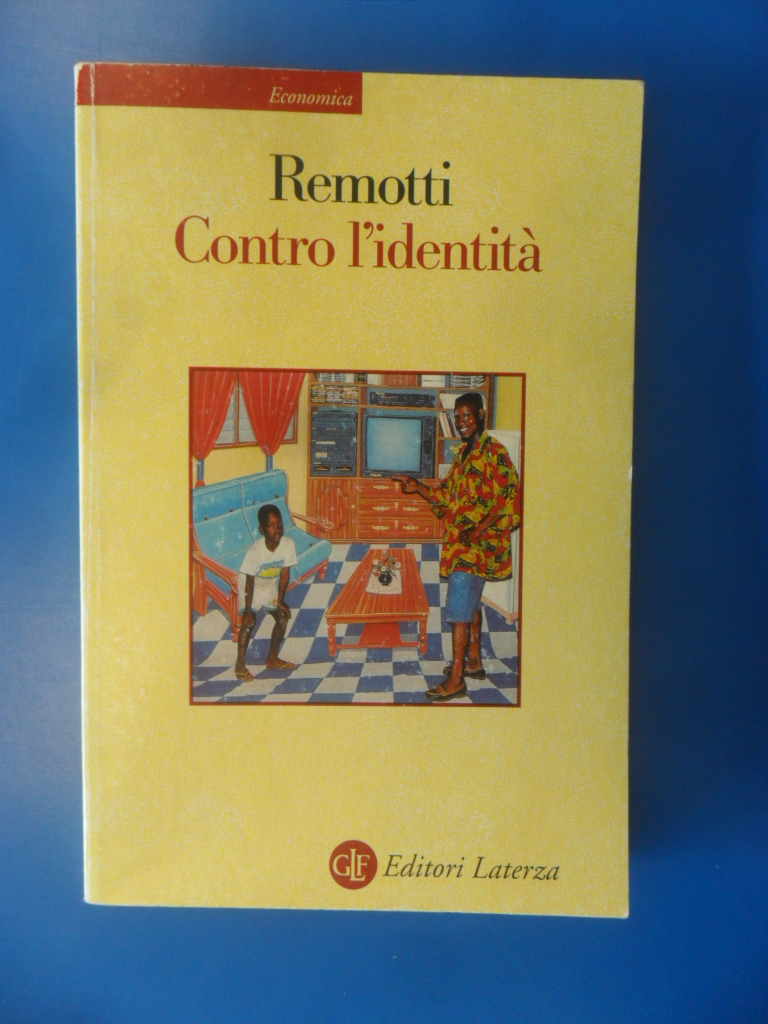 Economica
Remotti
Contro l'identità
GLF Editori Laterza